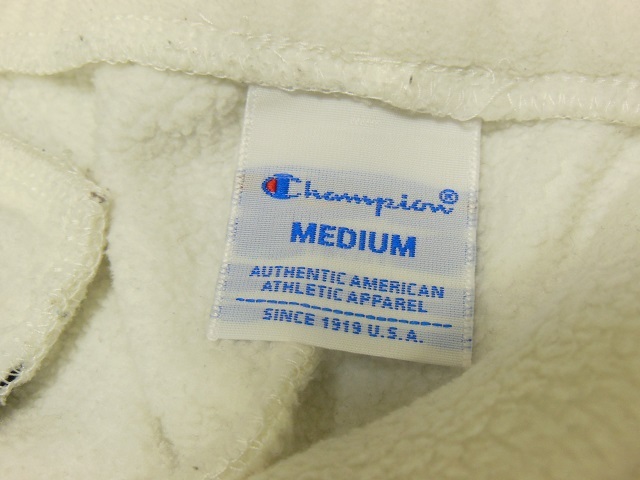 Champion®
MEDIUM
AUTHENTIC AMERICAN
ATHLETIC APPAREL
SINCE 1919 U.S.A.